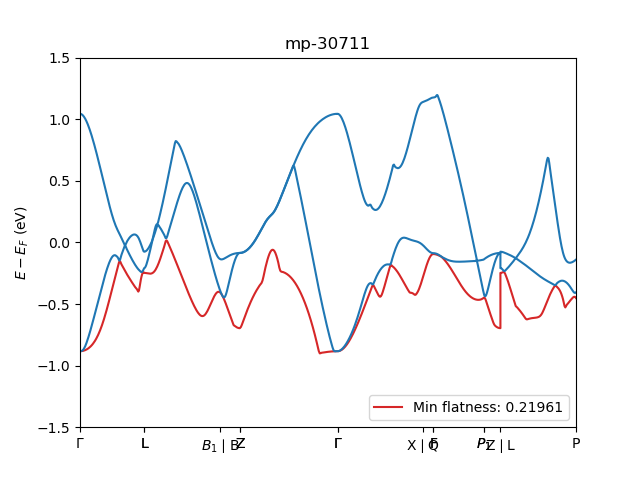 mp-30711
E − E_F (eV)
1.5
1.0
0.5
0.0
−0.5
−1.0
−1.5
Min flatness: 0.21961
Γ L B₁ | B Z Γ X | Q F P₁ Z | L P